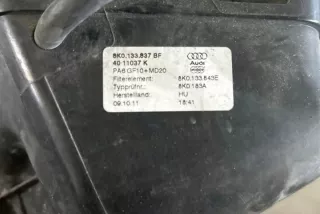 8K0.133.837 BF
40 11037 K
PA6 GF10+MD20
Filterelement: 8K0.133.843E
Typprüfnr.: 8K0.183A
Herstelland: HU
09.10.11 18:41
Audi